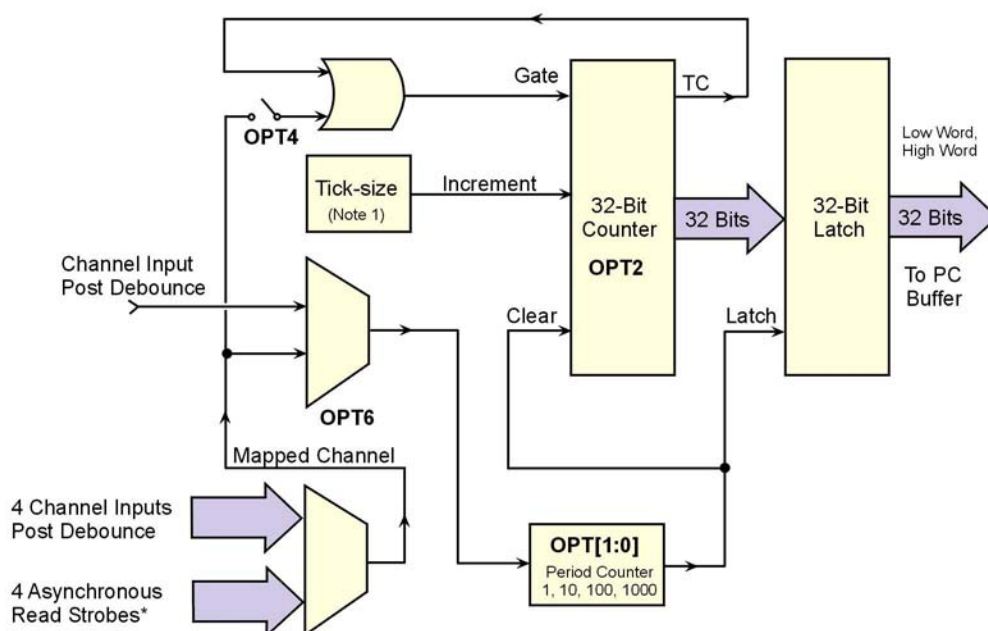 TC
Gate
Low Word,
High Word
OPT4
Tick-size
(Note 1)
Increment
32-Bit
Counter
OPT2
32 Bits
32-Bit
Latch
32 Bits
Channel Input
Post Debounce
To PC
Buffer
Clear
Latch
OPT6
Mapped Channel
4 Channel Inputs
Post Debounce
OPT[1:0]
Period Counter
1, 10, 100, 1000
4 Asynchronous
Read Strobes*